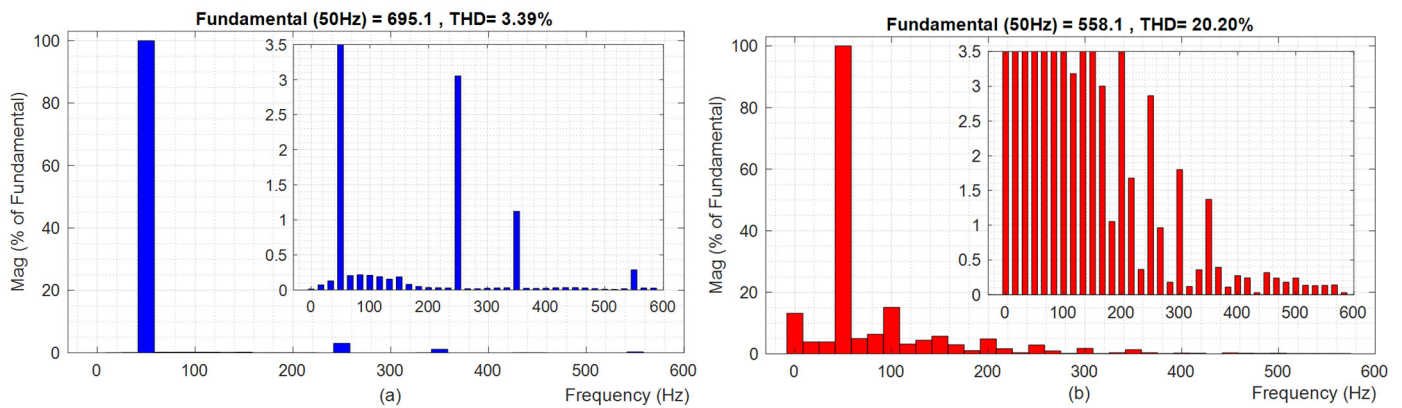 Fundamental (50Hz) = 695.1 , THD= 3.39%
Mag (% of Fundamental)
100
80
60
40
20
0
3.5
3
2.5
2
1.5
1
0.5
0
0 100 200 300 400 500 600
0 100 200 300 400 500 600
(a) Frequency (Hz)
Fundamental (50Hz) = 558.1 , THD= 20.20%
Mag (% of Fundamental)
100
80
60
40
20
0
3.5
3
2.5
2
1.5
1
0.5
0
0 100 200 300 400 500 600
0 100 200 300 400 500 600
(b) Frequency (Hz)